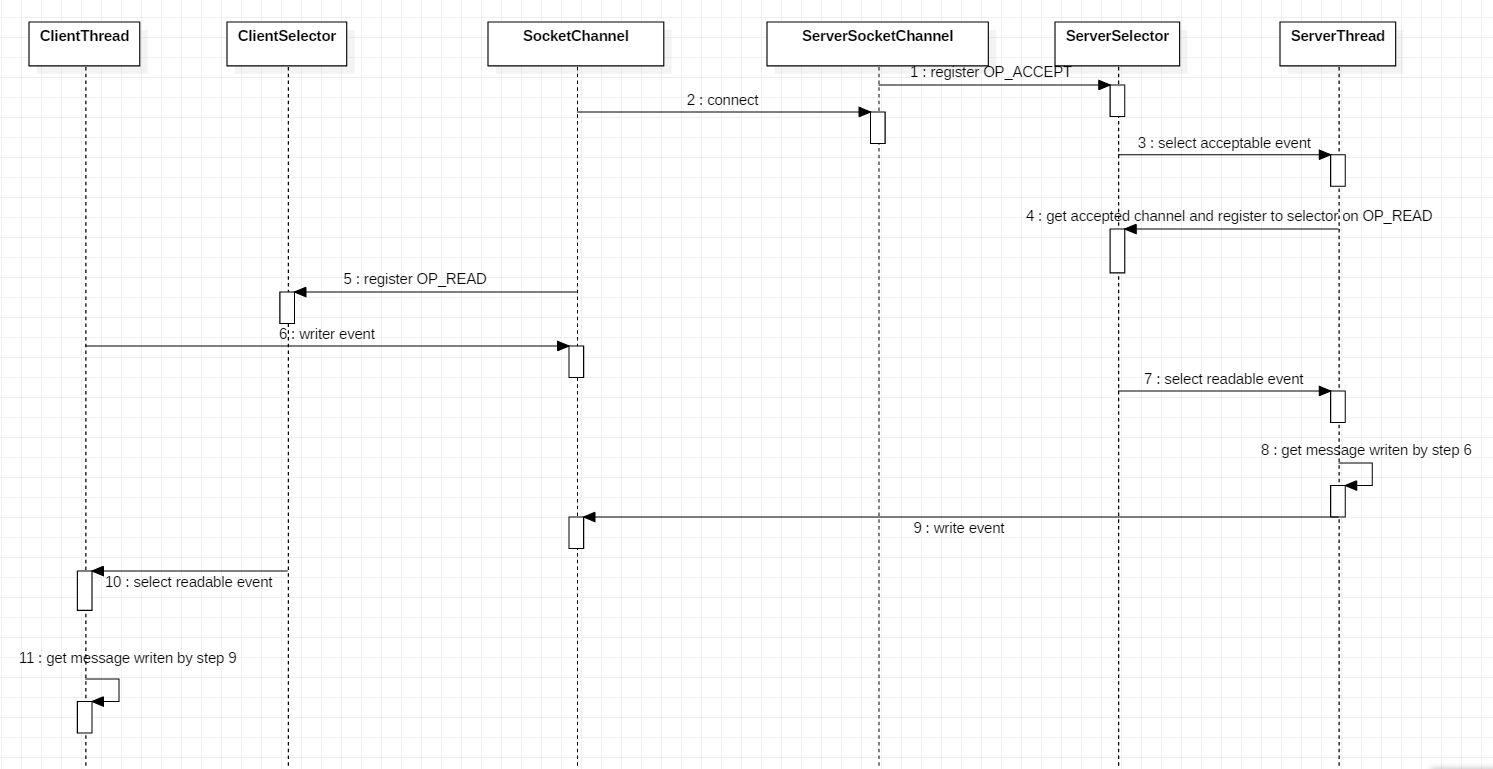 ClientThread
ClientSelector
SocketChannel
ServerSocketChannel
ServerSelector
ServerThread
1 : register OP_ACCEPT
2 : connect
3 : select acceptable event
4 : get accepted channel and register to selector on OP_READ
5 : register OP_READ
6 : writer event
7 : select readable event
8 : get message writen by step 6
9 : write event
10 : select readable event
11 : get message writen by step 9